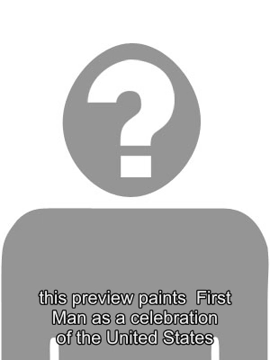 ?
this preview paints  First
Man as a celebration
of the United States